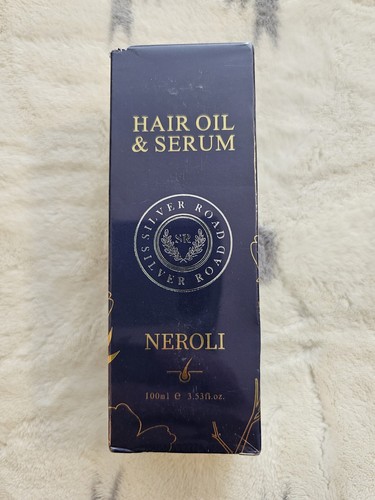 HAIR OIL
& SERUM
SILVER ROAD
SR
SILVER ROAD
NEROLI
100ml e 3.53fl.oz.